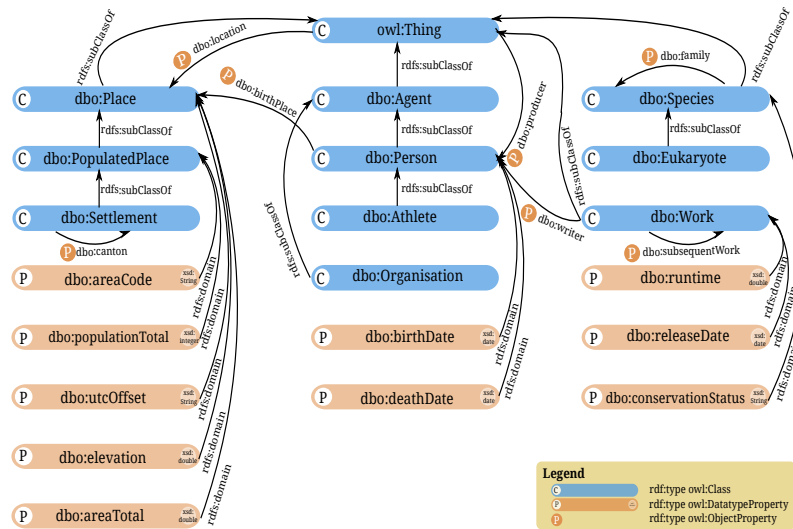 owl:Thing
P dbo:location
rdfs:subClassOf
rdfs:subClassOf
P dbo:birthPlace
P dbo:producer
rdfs:subClassOf
P dbo:family
rdfs:subClassOf
C dbo:Place
C dbo:Agent
C dbo:Species
rdfs:subClassOf
rdfs:subClassOf
rdfs:subClassOf
C dbo:PopulatedPlace
C dbo:Person
C dbo:Eukaryote
rdfs:subClassOf
rdfs:subClassOf
rdfs:subClassOf
C dbo:Settlement
C dbo:Athlete
P dbo:writer
C dbo:Work
P dbo:canton
P dbo:subsequentWork
P dbo:areaCode xsd: String
rdfs:domain
C dbo:Organisation
P dbo:runtime xsd: double
rdfs:domain
P dbo:populationTotal xsd: integer
rdfs:domain
P dbo:birthDate xsd: date
rdfs:domain
P dbo:releaseDate xsd: date
rdfs:domain
P dbo:utcOffset xsd: String
rdfs:domain
P dbo:deathDate xsd: date
rdfs:domain
P dbo:conservationStatus xsd: String
rdfs:domain
P dbo:elevation xsd: double
rdfs:domain
P dbo:areaTotal xsd: double
rdfs:domain
Legend
C rdf:type owl:Class
P rdf:type owl:DatatypeProperty
P rdf:type owl:ObjectProperty